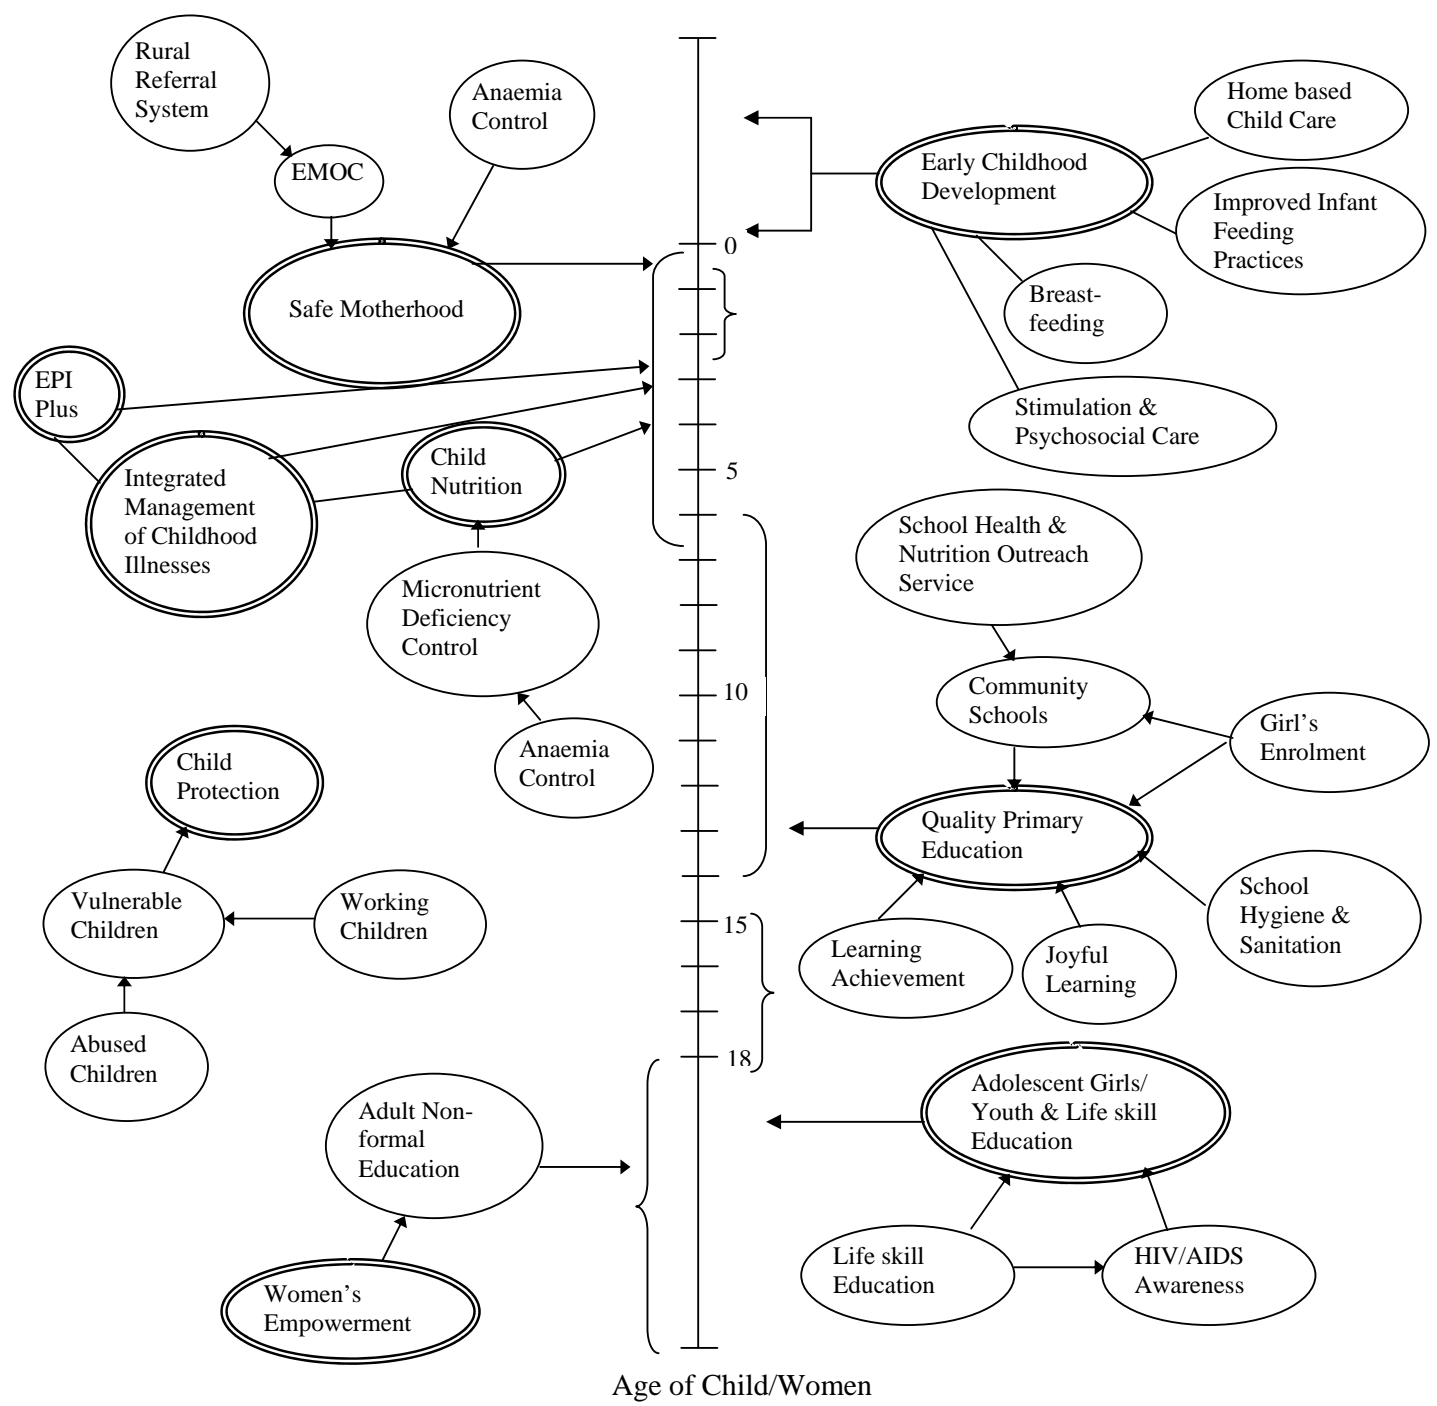 Rural
Referral
System
Anaemia
Control
EMOC
Safe Motherhood
EPI
Plus
Integrated
Management
of Childhood
Illnesses
Child
Nutrition
Micronutrient
Deficiency
Control
Anaemia
Control
Child
Protection
Vulnerable
Children
Working
Children
Abused
Children
Adult Non-
formal
Education
Women's
Empowerment
0
5
10
15
18
Early Childhood
Development
Home based
Child Care
Improved Infant
Feeding
Practices
Breast-
feeding
Stimulation &
Psychosocial Care
School Health &
Nutrition Outreach
Service
Community
Schools
Girl's
Enrolment
Quality Primary
Education
School
Hygiene &
Sanitation
Learning
Achievement
Joyful
Learning
Adolescent Girls/
Youth & Life skill
Education
Life skill
Education
HIV/AIDS
Awareness
Age of Child/Women